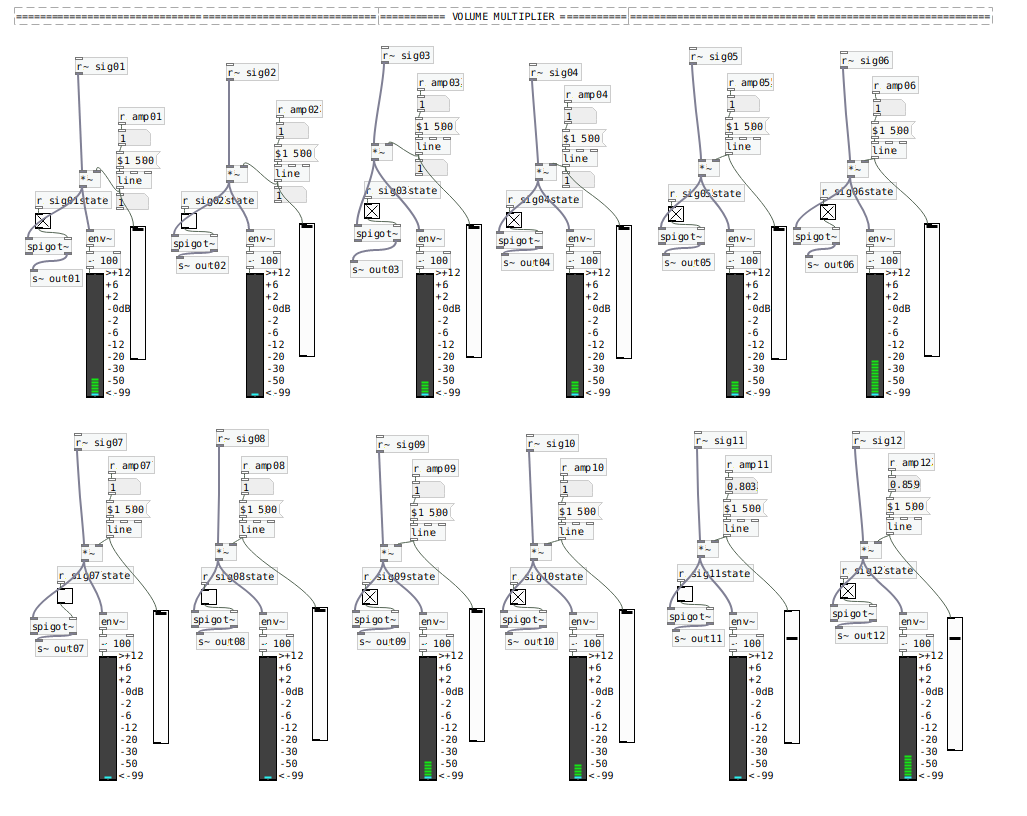 VOLUME MULTIPLIER
r~ sig01
r amp01
1
$1 500
line
1
*~
r sig01state
spigot~
env~
s~ out01
- 100
>+12
+6
+2
-0dB
-2
-6
-12
-20
-30
-50
<-99
r~ sig02
r amp02
1
$1 500
line
1
*~
r sig02state
spigot~
env~
s~ out02
- 100
>+12
+6
+2
-0dB
-2
-6
-12
-20
-30
-50
<-99
r~ sig03
r amp03
1
$1 500
line
1
*~
r sig03state
spigot~
env~
s~ out03
- 100
>+12
+6
+2
-0dB
-2
-6
-12
-20
-30
-50
<-99
r~ sig04
r amp04
1
$1 500
line
1
*~
r sig04state
spigot~
env~
s~ out04
- 100
>+12
+6
+2
-0dB
-2
-6
-12
-20
-30
-50
<-99
r~ sig05
r amp05
1
$1 500
line
*~
r sig05state
spigot~
env~
s~ out05
- 100
>+12
+6
+2
-0dB
-2
-6
-12
-20
-30
-50
<-99
r~ sig06
r amp06
1
$1 500
line
*~
r sig06state
spigot~
env~
s~ out06
- 100
>+12
+6
+2
-0dB
-2
-6
-12
-20
-30
-50
<-99
r~ sig07
r amp07
1
$1 500
line
*~
r sig07state
spigot~
env~
s~ out07
- 100
>+12
+6
+2
-0dB
-2
-6
-12
-20
-30
-50
<-99
r~ sig08
r amp08
1
$1 500
line
*~
r sig08state
spigot~
env~
s~ out08
- 100
>+12
+6
+2
-0dB
-2
-6
-12
-20
-30
-50
<-99
r~ sig09
r amp09
1
$1 500
line
*~
r sig09state
spigot~
env~
s~ out09
- 100
>+12
+6
+2
-0dB
-2
-6
-12
-20
-30
-50
<-99
r~ sig10
r amp10
1
$1 500
line
*~
r sig10state
spigot~
env~
s~ out10
- 100
>+12
+6
+2
-0dB
-2
-6
-12
-20
-30
-50
<-99
r~ sig11
r amp11
0.803
$1 500
line
*~
r sig11state
spigot~
env~
s~ out11
- 100
>+12
+6
+2
-0dB
-2
-6
-12
-20
-30
-50
<-99
r~ sig12
r amp12
0.859
$1 500
line
*~
r sig12state
spigot~
env~
s~ out12
- 100
>+12
+6
+2
-0dB
-2
-6
-12
-20
-30
-50
<-99